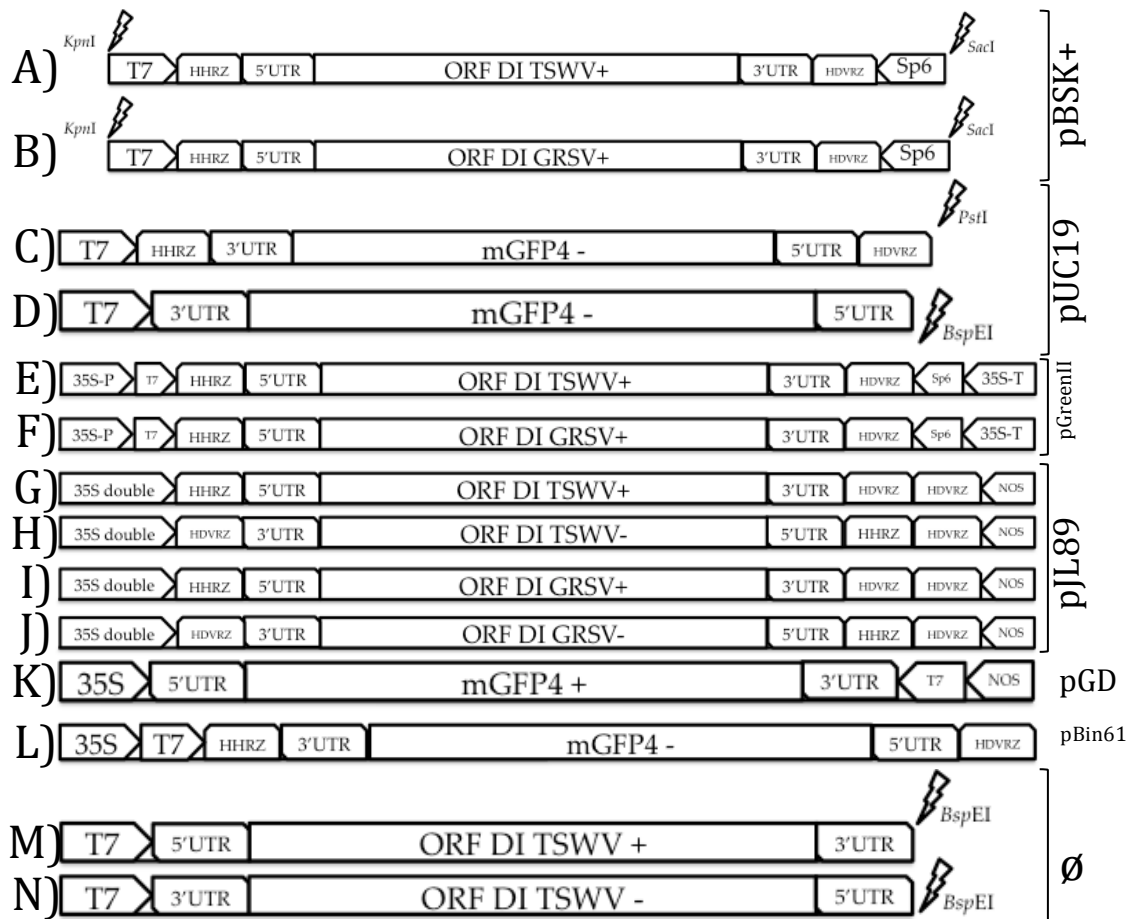 KpnI SacI
A) T7 HHRZ 5'UTR ORF DI TSWV+ 3'UTR HDVRZ Sp6
KpnI SacI
B) T7 HHRZ 5'UTR ORF DI GRSV+ 3'UTR HDVRZ Sp6
pBSK+
PstI
C) T7 HHRZ 3'UTR mGFP4 - 5'UTR HDVRZ
D) T7 3'UTR mGFP4 - 5'UTR
BspEI
pUC19
E) 35S-P T7 HHRZ 5'UTR ORF DI TSWV+ 3'UTR HDVRZ Sp6 35S-T
F) 35S-P T7 HHRZ 5'UTR ORF DI GRSV+ 3'UTR HDVRZ Sp6 35S-T
pGreenII
G) 35S double HHRZ 5'UTR ORF DI TSWV+ 3'UTR HDVRZ HDVRZ NOS
H) 35S double HDVRZ 3'UTR ORF DI TSWV- 5'UTR HHRZ HDVRZ NOS
I) 35S double HHRZ 5'UTR ORF DI GRSV+ 3'UTR HDVRZ HDVRZ NOS
J) 35S double HDVRZ 3'UTR ORF DI GRSV- 5'UTR HHRZ HDVRZ NOS
pJL89
K) 35S 5'UTR mGFP4 + 3'UTR T7 NOS pGD
L) 35S T7 HHRZ 3'UTR mGFP4 - 5'UTR HDVRZ pBin61
BspEI
M) T7 5'UTR ORF DI TSWV + 3'UTR
N) T7 3'UTR ORF DI TSWV - 5'UTR BspEI
Ø